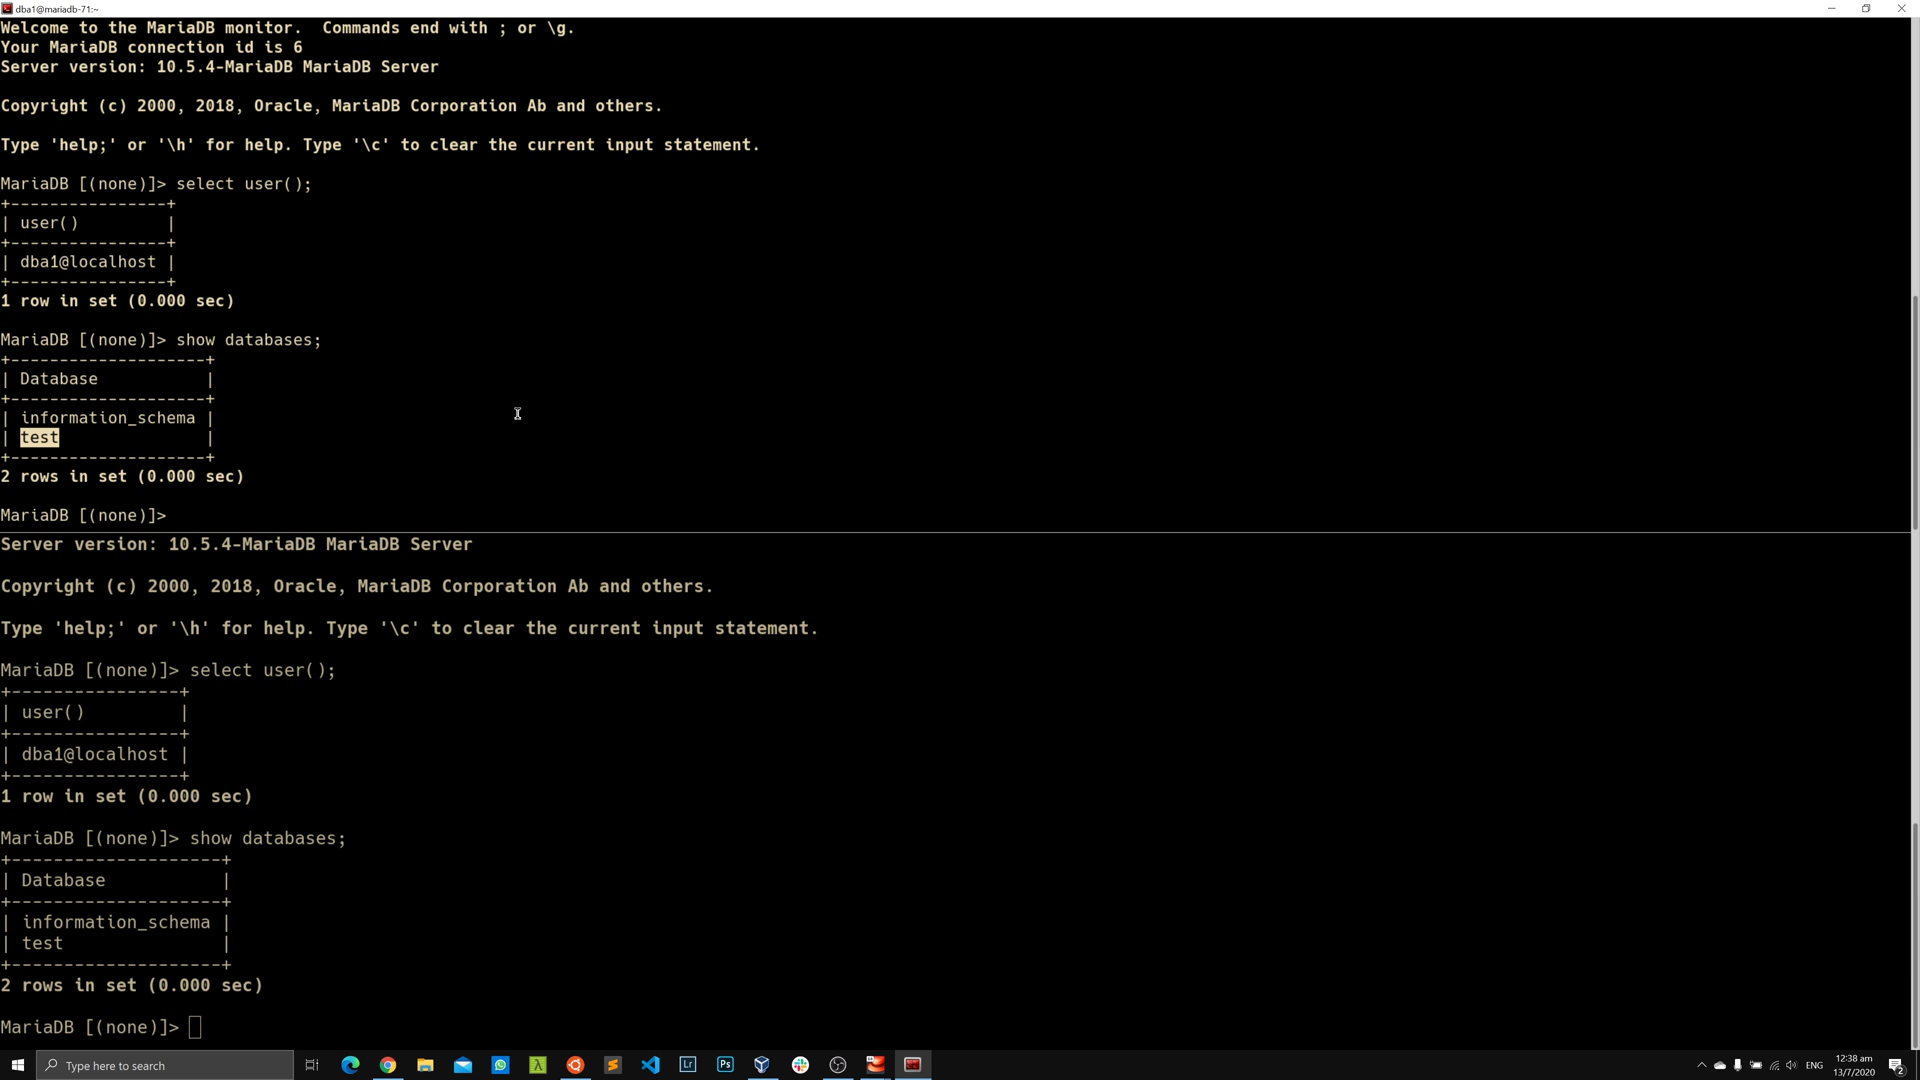 dba1@mariadb-71:~
Welcome to the MariaDB monitor.  Commands end with ; or \g.
Your MariaDB connection id is 6
Server version: 10.5.4-MariaDB MariaDB Server
Copyright (c) 2000, 2018, Oracle, MariaDB Corporation Ab and others.
Type 'help;' or '\h' for help. Type '\c' to clear the current input statement.
MariaDB [(none)]> select user();
+----------------+
| user()         |
+----------------+
| dba1@localhost |
+----------------+
1 row in set (0.000 sec)
MariaDB [(none)]> show databases;
+--------------------+
| Database           |
+--------------------+
| information_schema |
| test               |
+--------------------+
2 rows in set (0.000 sec)
MariaDB [(none)]>
Server version: 10.5.4-MariaDB MariaDB Server
Copyright (c) 2000, 2018, Oracle, MariaDB Corporation Ab and others.
Type 'help;' or '\h' for help. Type '\c' to clear the current input statement.
MariaDB [(none)]> select user();
+----------------+
| user()         |
+----------------+
| dba1@localhost |
+----------------+
1 row in set (0.000 sec)
MariaDB [(none)]> show databases;
+--------------------+
| Database           |
+--------------------+
| information_schema |
| test               |
+--------------------+
2 rows in set (0.000 sec)
MariaDB [(none)]>
Type here to search
Lr
Ps
ENG
12:38 am
13/7/2020
2